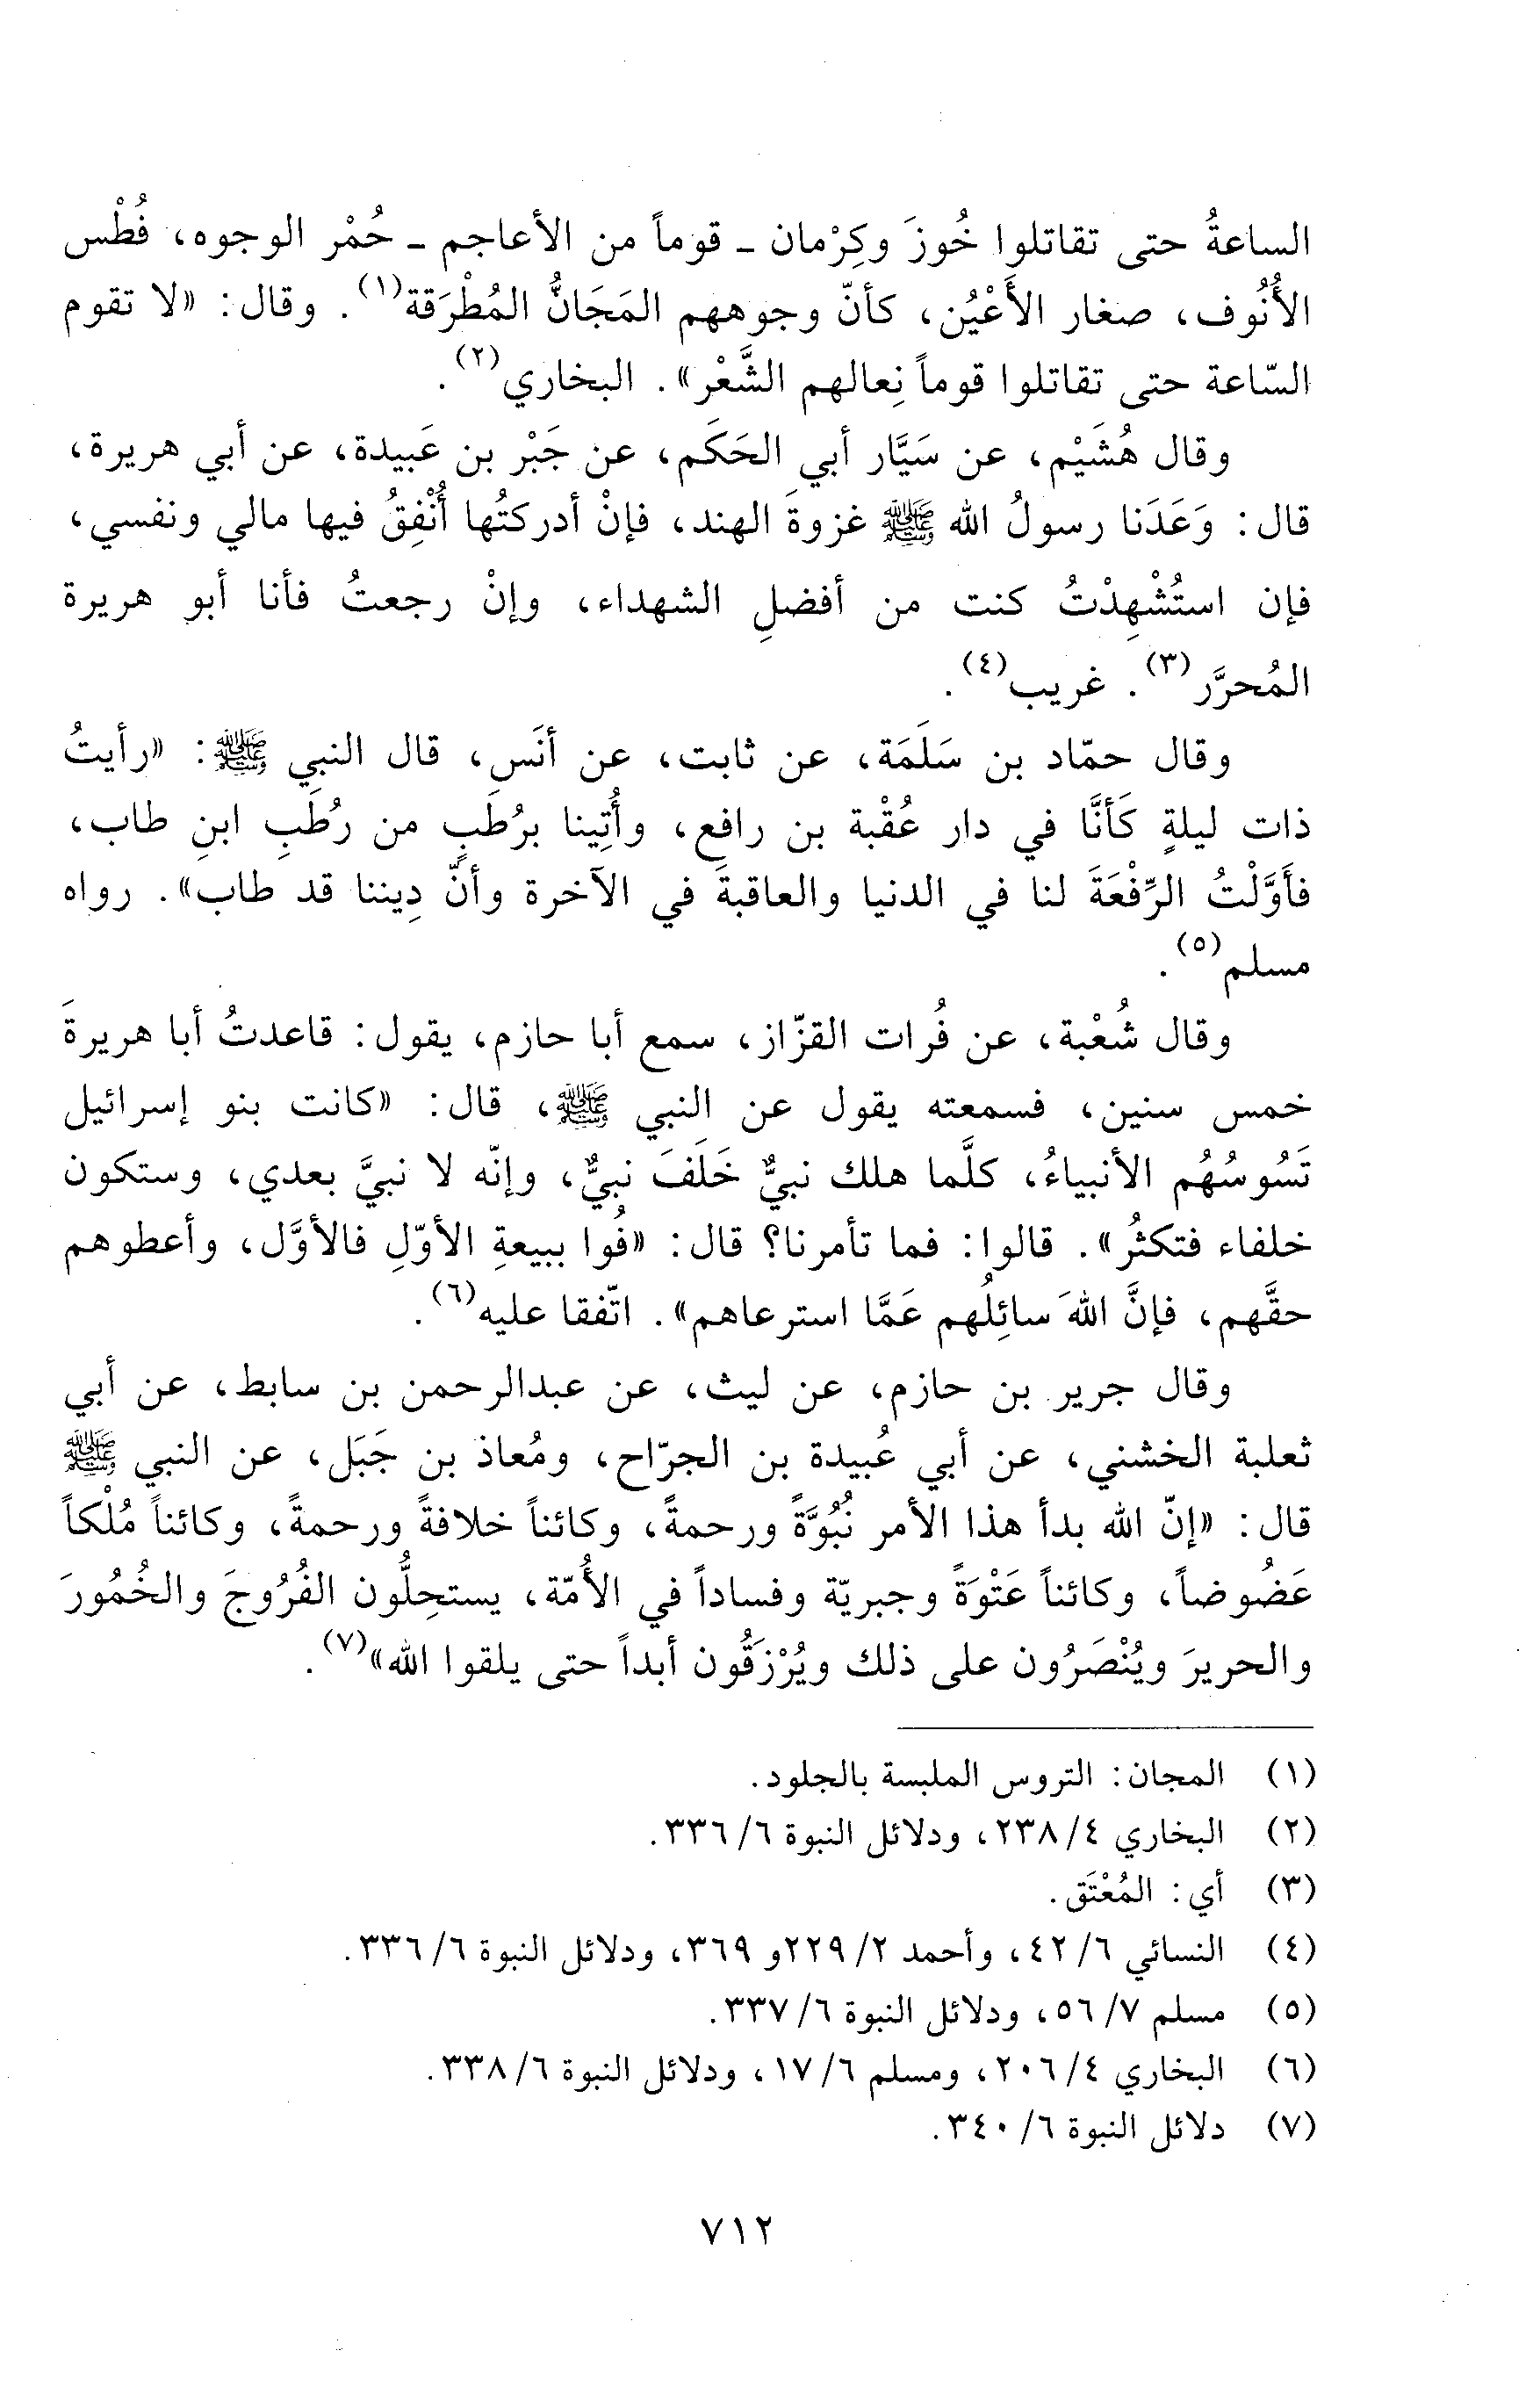 الساعةُ حتى تقاتلوا خُوزَ وكِرْمان ـ قوماً من الأعاجم ـ حُمْر الوجوه، فُطْس
الأُنُوف، صغار الأَعْيُن، كأنّ وجوههم المَجَانُّ المُطْرَقة(١). وقال: «لا تقوم
السّاعة حتى تقاتلوا قوماً نِعالهم الشَّعْر». البخاري(٢).
وقال هُشَيْم، عن سَيَّار أبي الحَكَم، عن جَبْر بن عَبيدة، عن أبي هريرة،
قال: وَعَدَنا رسولُ الله ﷺ غزوةَ الهند، فإنْ أدركتُها أُنْفِقُ فيها مالي ونفسي،
فإن استُشْهِدْتُ كنت من أفضلِ الشهداء، وإنْ رجعتُ فأنا أبو هريرة
المُحرَّر(٣). غريب(٤).
وقال حمّاد بن سَلَمَة، عن ثابت، عن أنَس، قال النبي ﷺ: «رأيتُ
ذات ليلةٍ كَأنَّا في دار عُقْبة بن رافع، وأُتِينا برُطَبٍ من رُطَبِ ابنِ طاب،
فأَوَّلْتُ الرِّفْعَةَ لنا في الدنيا والعاقبةَ في الآخرة وأنّ دِيننا قد طاب». رواه
مسلم(٥).
وقال شُعْبة، عن فُرات القزّاز، سمع أبا حازم، يقول: قاعدتُ أبا هريرةَ
خمس سنين، فسمعته يقول عن النبي ﷺ، قال: «كانت بنو إسرائيل
تَسُوسُهُم الأنبياءُ، كلَّما هلك نبيٌّ خَلَفَ نبيٌّ، وإنّه لا نبيَّ بعدي، وستكون
خلفاء فتكثُر». قالوا: فما تأمرنا؟ قال: «فُوا ببيعةِ الأوّلِ فالأوَّل، وأعطوهم
حقَّهم، فإنَّ اللهَ سائِلُهم عَمَّا استرعاهم». اتّفقا عليه(٦).
وقال جرير بن حازم، عن ليث، عن عبدالرحمن بن سابط، عن أبي
ثعلبة الخشني، عن أبي عُبيدة بن الجرّاح، ومُعاذ بن جَبَل، عن النبي ﷺ
قال: «إنّ الله بدأ هذا الأمر نُبُوَّةً ورحمةً، وكائناً خلافةً ورحمةً، وكائناً مُلْكاً
عَضُوضاً، وكائناً عَتْوَةً وجبريّة وفساداً في الأُمّة، يستحِلُّون الفُرُوجَ والخُمُورَ
والحريرَ ويُنْصَرُون على ذلك ويُرْزَقُون أبداً حتى يلقوا الله»(٧).
(١) المجان: التروس الملبسة بالجلود.
(٢) البخاري ٤/ ٢٣٨، ودلائل النبوة ٦/ ٣٣٦.
(٣) أي: المُعْتَق.
(٤) النسائي ٦/ ٤٢، وأحمد ٢/ ٢٢٩و ٣٦٩، ودلائل النبوة ٦/ ٣٣٦.
(٥) مسلم ٧/ ٥٦، ودلائل النبوة ٦/ ٣٣٧.
(٦) البخاري ٤/ ٢٠٦، ومسلم ٦/ ١٧، ودلائل النبوة ٦/ ٣٣٨.
(٧) دلائل النبوة ٦/ ٣٤٠.
٧١٢